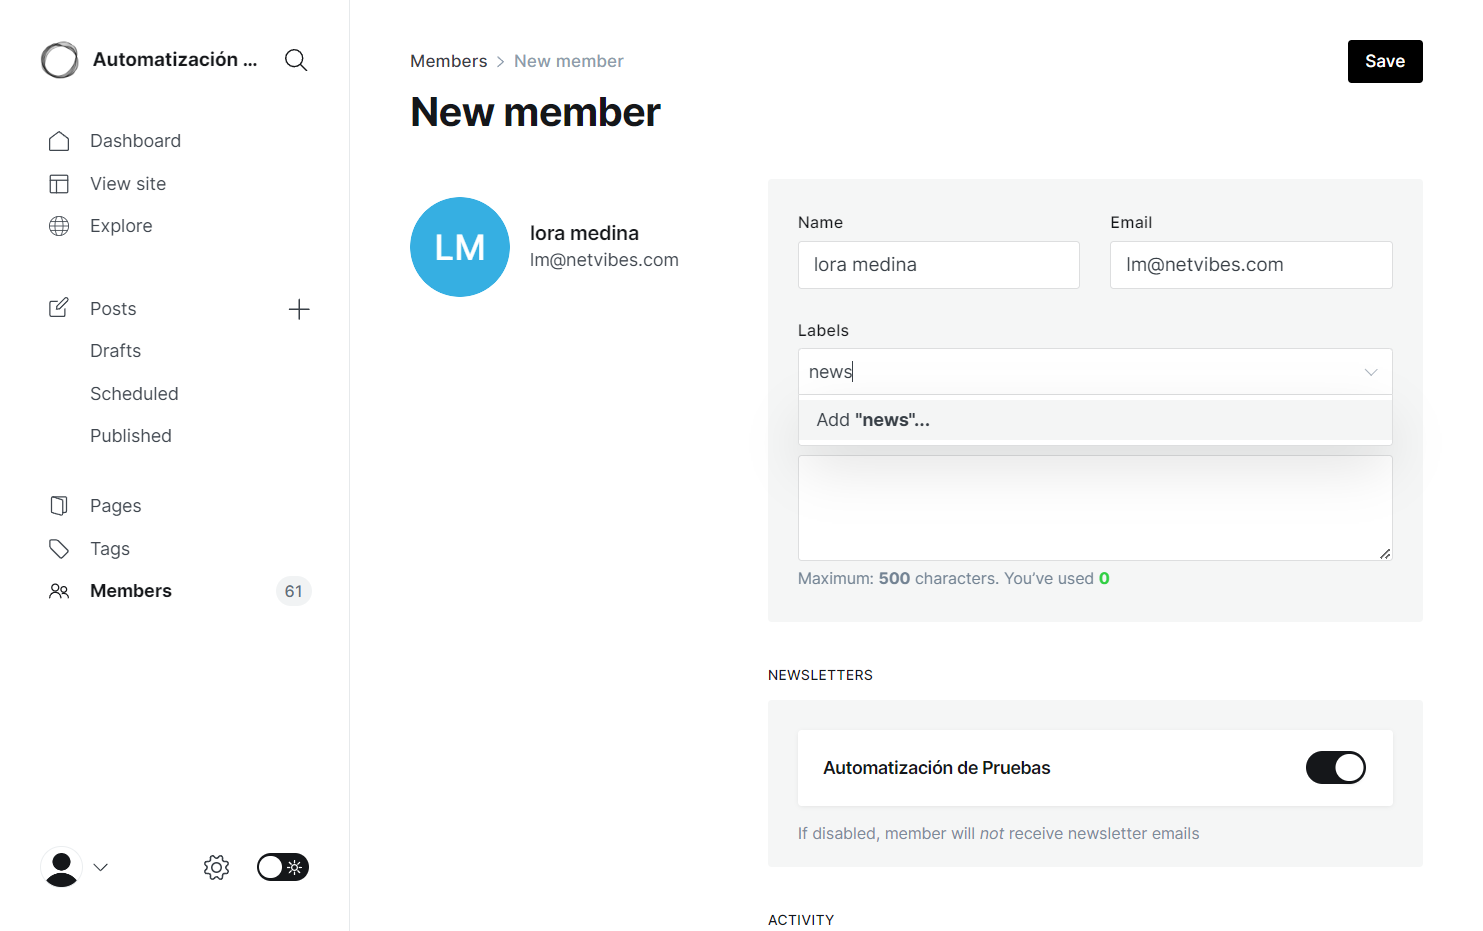 Automatización ...
Dashboard
View site
Explore
Posts
Drafts
Scheduled
Published
Pages
Tags
Members 61
Members > New member
Save
New member
LM
lora medina
lm@netvibes.com
Name
Email
lora medina
lm@netvibes.com
Labels
news
Add "news"...
Maximum: 500 characters. You’ve used 0
NEWSLETTERS
Automatización de Pruebas
If disabled, member will not receive newsletter emails
ACTIVITY